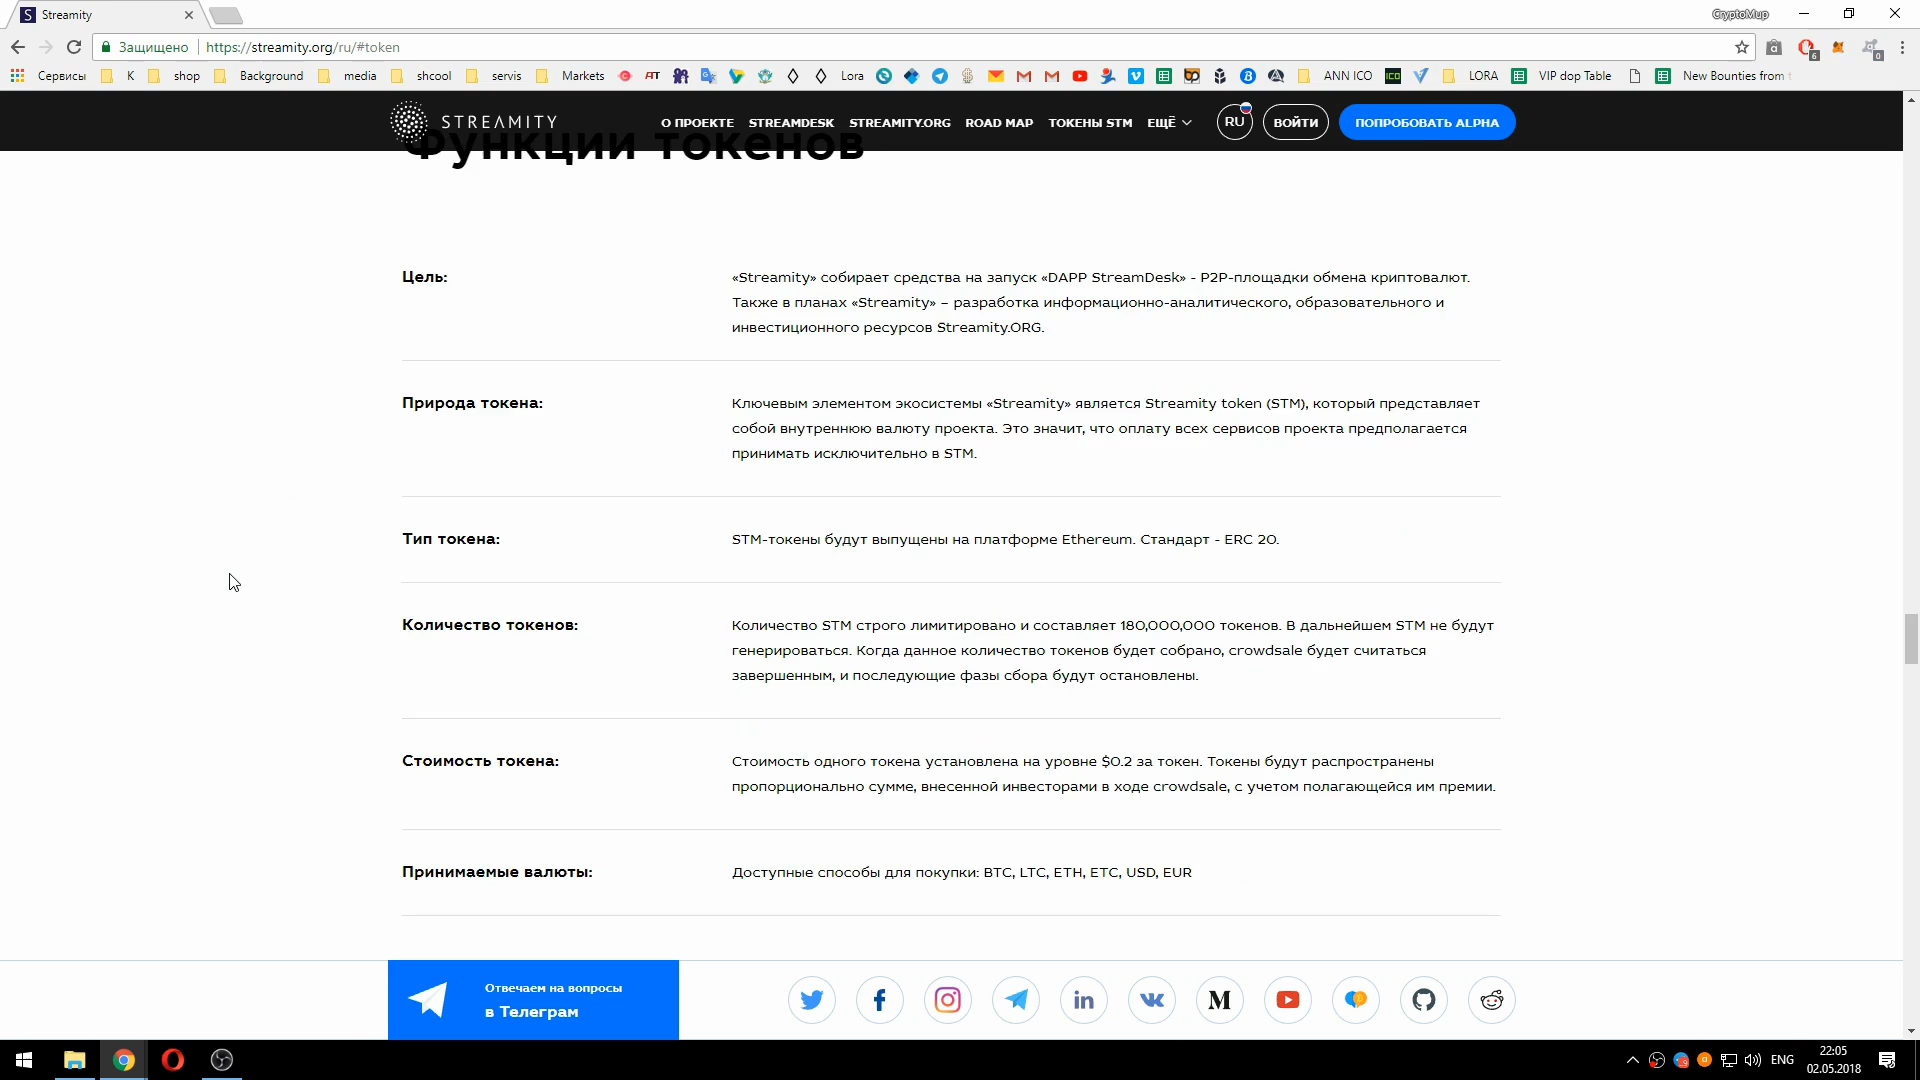 Streamity
CryptoMup
Защищено https://streamity.org/ru/#token
Сервисы K shop Background media shcool servis Markets Lora ANN ICO LORA VIP dop Table New Bounties from
STREAMITY О ПРОЕКТЕ STREAMDESK STREAMITY.ORG ROAD MAP ТОКЕНЫ STM ЕЩЁ RU ВОЙТИ ПОПРОБОВАТЬ ALPHA
Функции токенов
Цель:
«Streamity» собирает средства на запуск «DAPP StreamDesk» - P2P-площадки обмена криптовалют.
Также в планах «Streamity» – разработка информационно-аналитического, образовательного и
инвестиционного ресурсов Streamity.ORG.
Природа токена:
Ключевым элементом экосистемы «Streamity» является Streamity token (STM), который представляет
собой внутреннюю валюту проекта. Это значит, что оплату всех сервисов проекта предполагается
принимать исключительно в STM.
Тип токена:
STM-токены будут выпущены на платформе Ethereum. Стандарт - ERC 20.
Количество токенов:
Количество STM строго лимитировано и составляет 180,000,000 токенов. В дальнейшем STM не будут
генерироваться. Когда данное количество токенов будет собрано, crowdsale будет считаться
завершенным, и последующие фазы сбора будут остановлены.
Стоимость токена:
Стоимость одного токена установлена на уровне $0.2 за токен. Токены будут распространены
пропорционально сумме, внесенной инвесторами в ходе crowdsale, с учетом полагающейся им премии.
Принимаемые валюты:
Доступные способы для покупки: BTC, LTC, ETH, ETC, USD, EUR
Отвечаем на вопросы
в Телеграм
ENG
22:05
02.05.2018